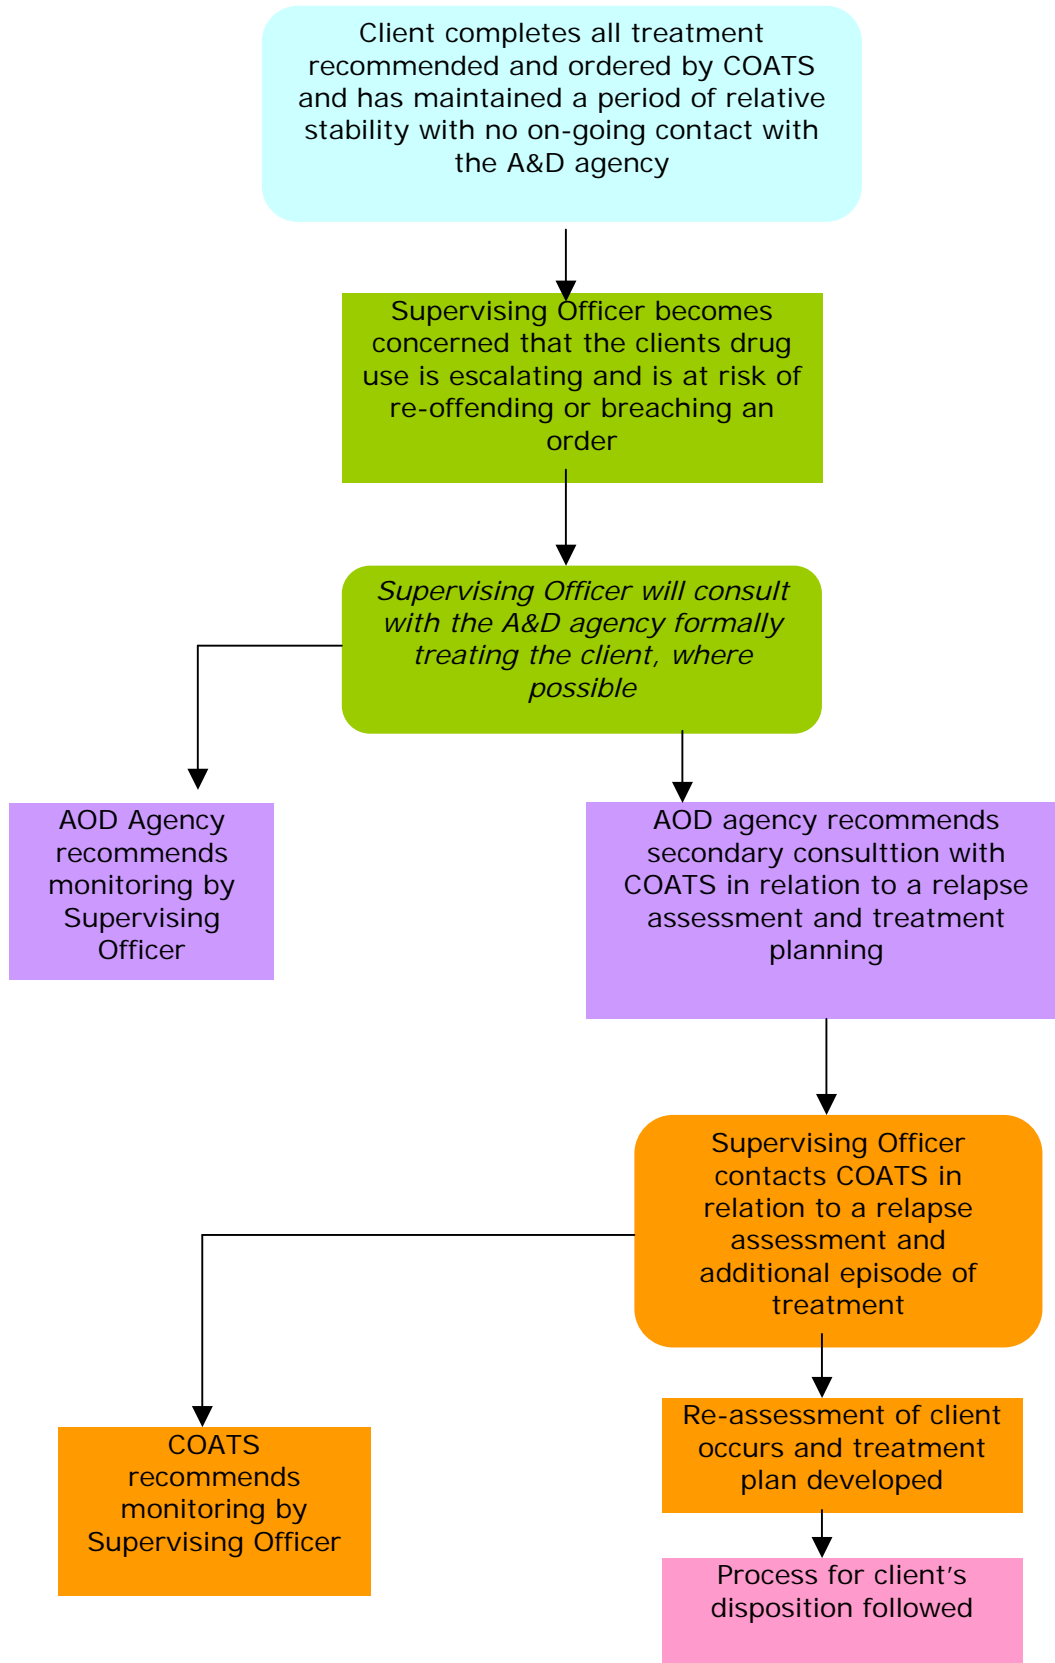 Client completes all treatment
recommended and ordered by COATS
and has maintained a period of relative
stability with no on-going contact with
the A&D agency
Supervising Officer becomes
concerned that the clients drug
use is escalating and is at risk of
re-offending or breaching an
order
Supervising Officer will consult
with the A&D agency formally
treating the client, where
possible
AOD Agency
recommends
monitoring by
Supervising
Officer
AOD agency recommends
secondary consulttion with
COATS in relation to a relapse
assessment and treatment
planning
Supervising Officer
contacts COATS in
relation to a relapse
assessment and
additional episode of
treatment
COATS
recommends
monitoring by
Supervising Officer
Re-assessment of client
occurs and treatment
plan developed
Process for client’s
disposition followed